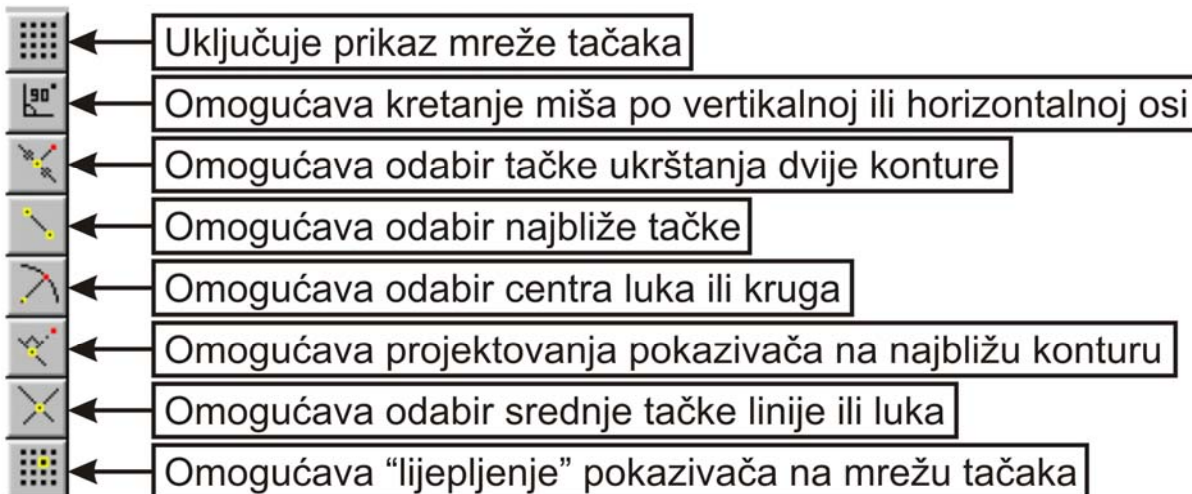 Uključuje prikaz mreže tačaka
90° Omogućava kretanje miša po vertikalnoj ili horizontalnoj osi
Omogućava odabir tačke ukrštanja dvije konture
Omogućava odabir najbliže tačke
Omogućava odabir centra luka ili kruga
Omogućava projektovanja pokazivača na najbližu konturu
Omogućava odabir srednje tačke linije ili luka
Omogućava “lijepljenje” pokazivača na mrežu tačaka